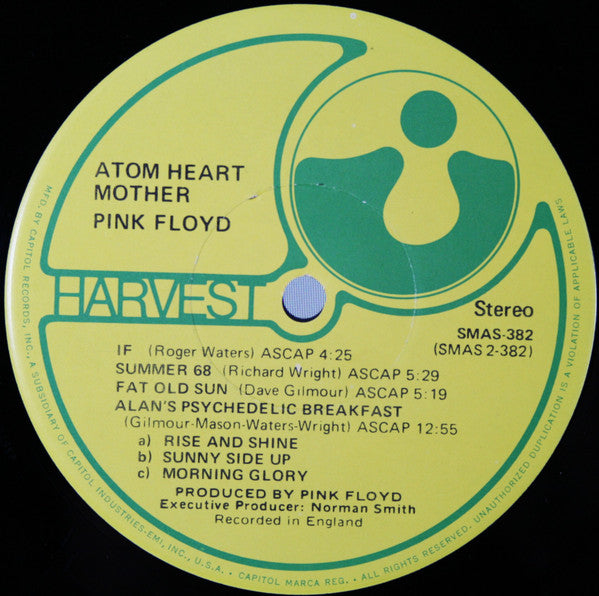 ATOM HEART
MOTHER
PINK FLOYD
HARVEST
Stereo
SMAS-382
(SMAS 2-382)
IF (Roger Waters) ASCAP 4:25
SUMMER 68 (Richard Wright) ASCAP 5:29
FAT OLD SUN (Dave Gilmour) ASCAP 5:19
ALAN'S PSYCHEDELIC BREAKFAST
(Gilmour-Mason-Waters-Wright) ASCAP 12:55
a) RISE AND SHINE
b) SUNNY SIDE UP
c) MORNING GLORY
PRODUCED BY PINK FLOYD
Executive Producer: Norman Smith
Recorded in England
MFD. BY CAPITOL RECORDS, INC., A SUBSIDIARY OF CAPITOL INDUSTRIES-EMI, INC., U.S.A. • CAPITOL MARCA REG. • ALL RIGHTS RESERVED. UNAUTHORIZED DUPLICATION IS A VIOLATION OF APPLICABLE LAWS